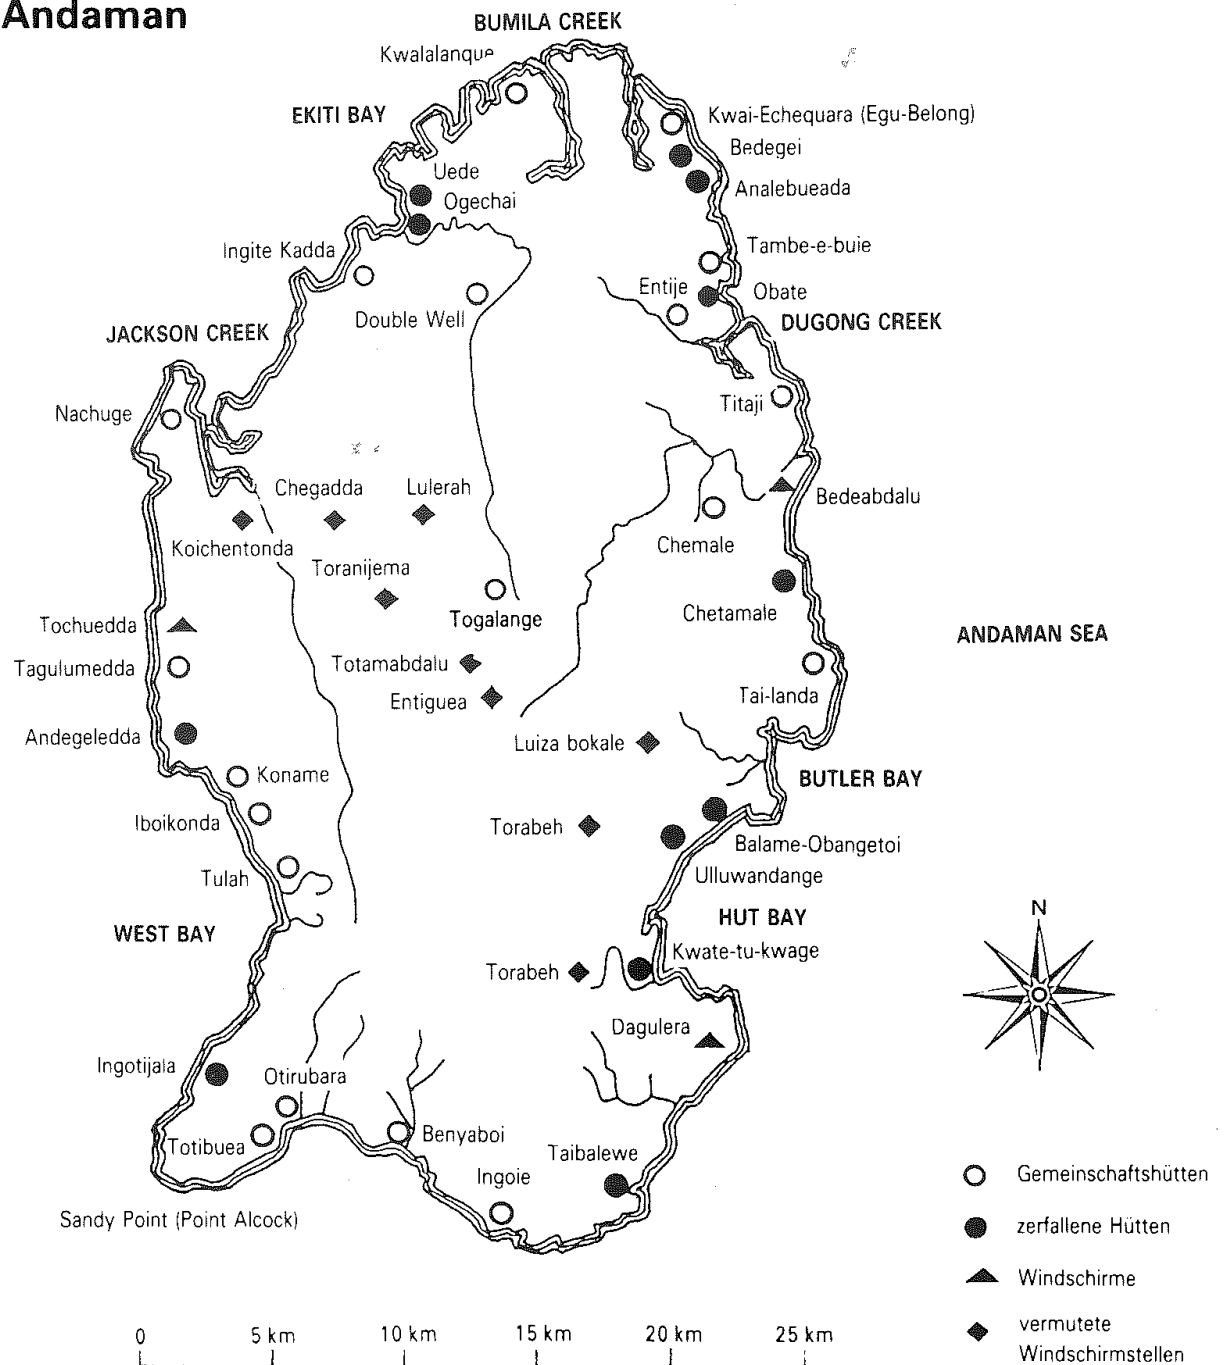 Andaman
BUMILA CREEK
Kwalalanque
EKITI BAY
Kwai-Echequara (Egu-Belong)
Bedegei
Uede
Analebueada
Ogechai
Ingite Kadda
Tambe-e-buie
Entije
Obate
Double Well
DUGONG CREEK
JACKSON CREEK
Nachuge
Titaji
Chegadda
Lulerah
Bedeabdalu
Koichentonda
Chemale
Toranijema
Togalange
Chetamale
Tochuedda
ANDAMAN SEA
Tagulumedda
Totamabdalu
Tai-landa
Entiguea
Andegeledda
Luiza bokale
Koname
BUTLER BAY
Iboikonda
Torabeh
Balame-Obangetoi
Tulah
Ulluwandange
HUT BAY
N
WEST BAY
Kwate-tu-kwage
Torabeh
Dagulera
Ingotijala
Otirubara
Totibuea
Benyaboi
Taibalewe
Ingoie
Gemeinschaftshütten
Sandy Point (Point Alcock)
zerfallene Hütten
Windschirme
vermutete
Windschirmstellen
0 5 km 10 km 15 km 20 km 25 km